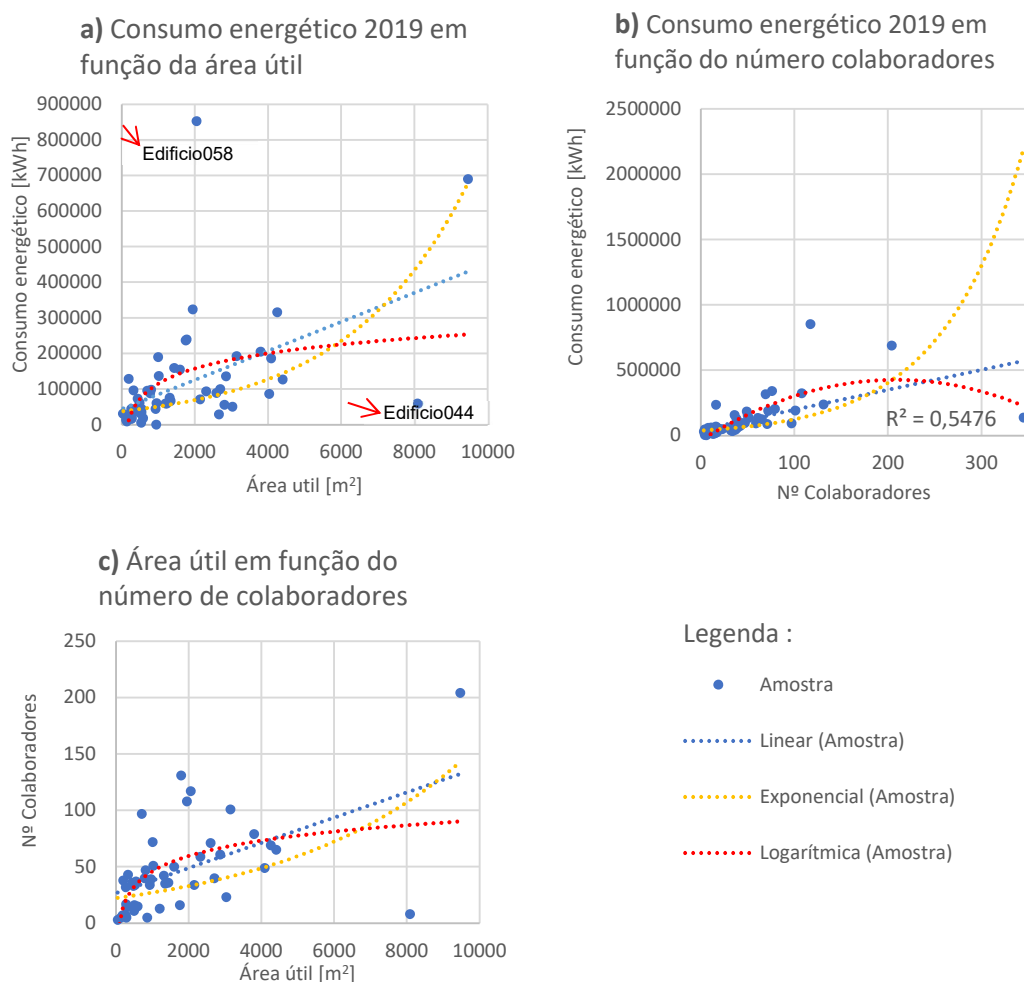 a) Consumo energético 2019 em
função da área útil
Consumo energético [kWh]
900000
800000
700000
600000
500000
400000
300000
200000
100000
0
Edificio058
Edificio044
0 2000 4000 6000 8000 10000
Área util [m²]
b) Consumo energético 2019 em
função do número colaboradores
Consumo energético [kWh]
2500000
2000000
1500000
1000000
500000
0
R² = 0,5476
0 100 200 300
Nº Colaboradores
c) Área útil em função do
número de colaboradores
Nº Colaboradores
250
200
150
100
50
0
0 2000 4000 6000 8000 10000
Área útil [m²]
Legenda :
Amostra
Linear (Amostra)
Exponencial (Amostra)
Logarítmica (Amostra)